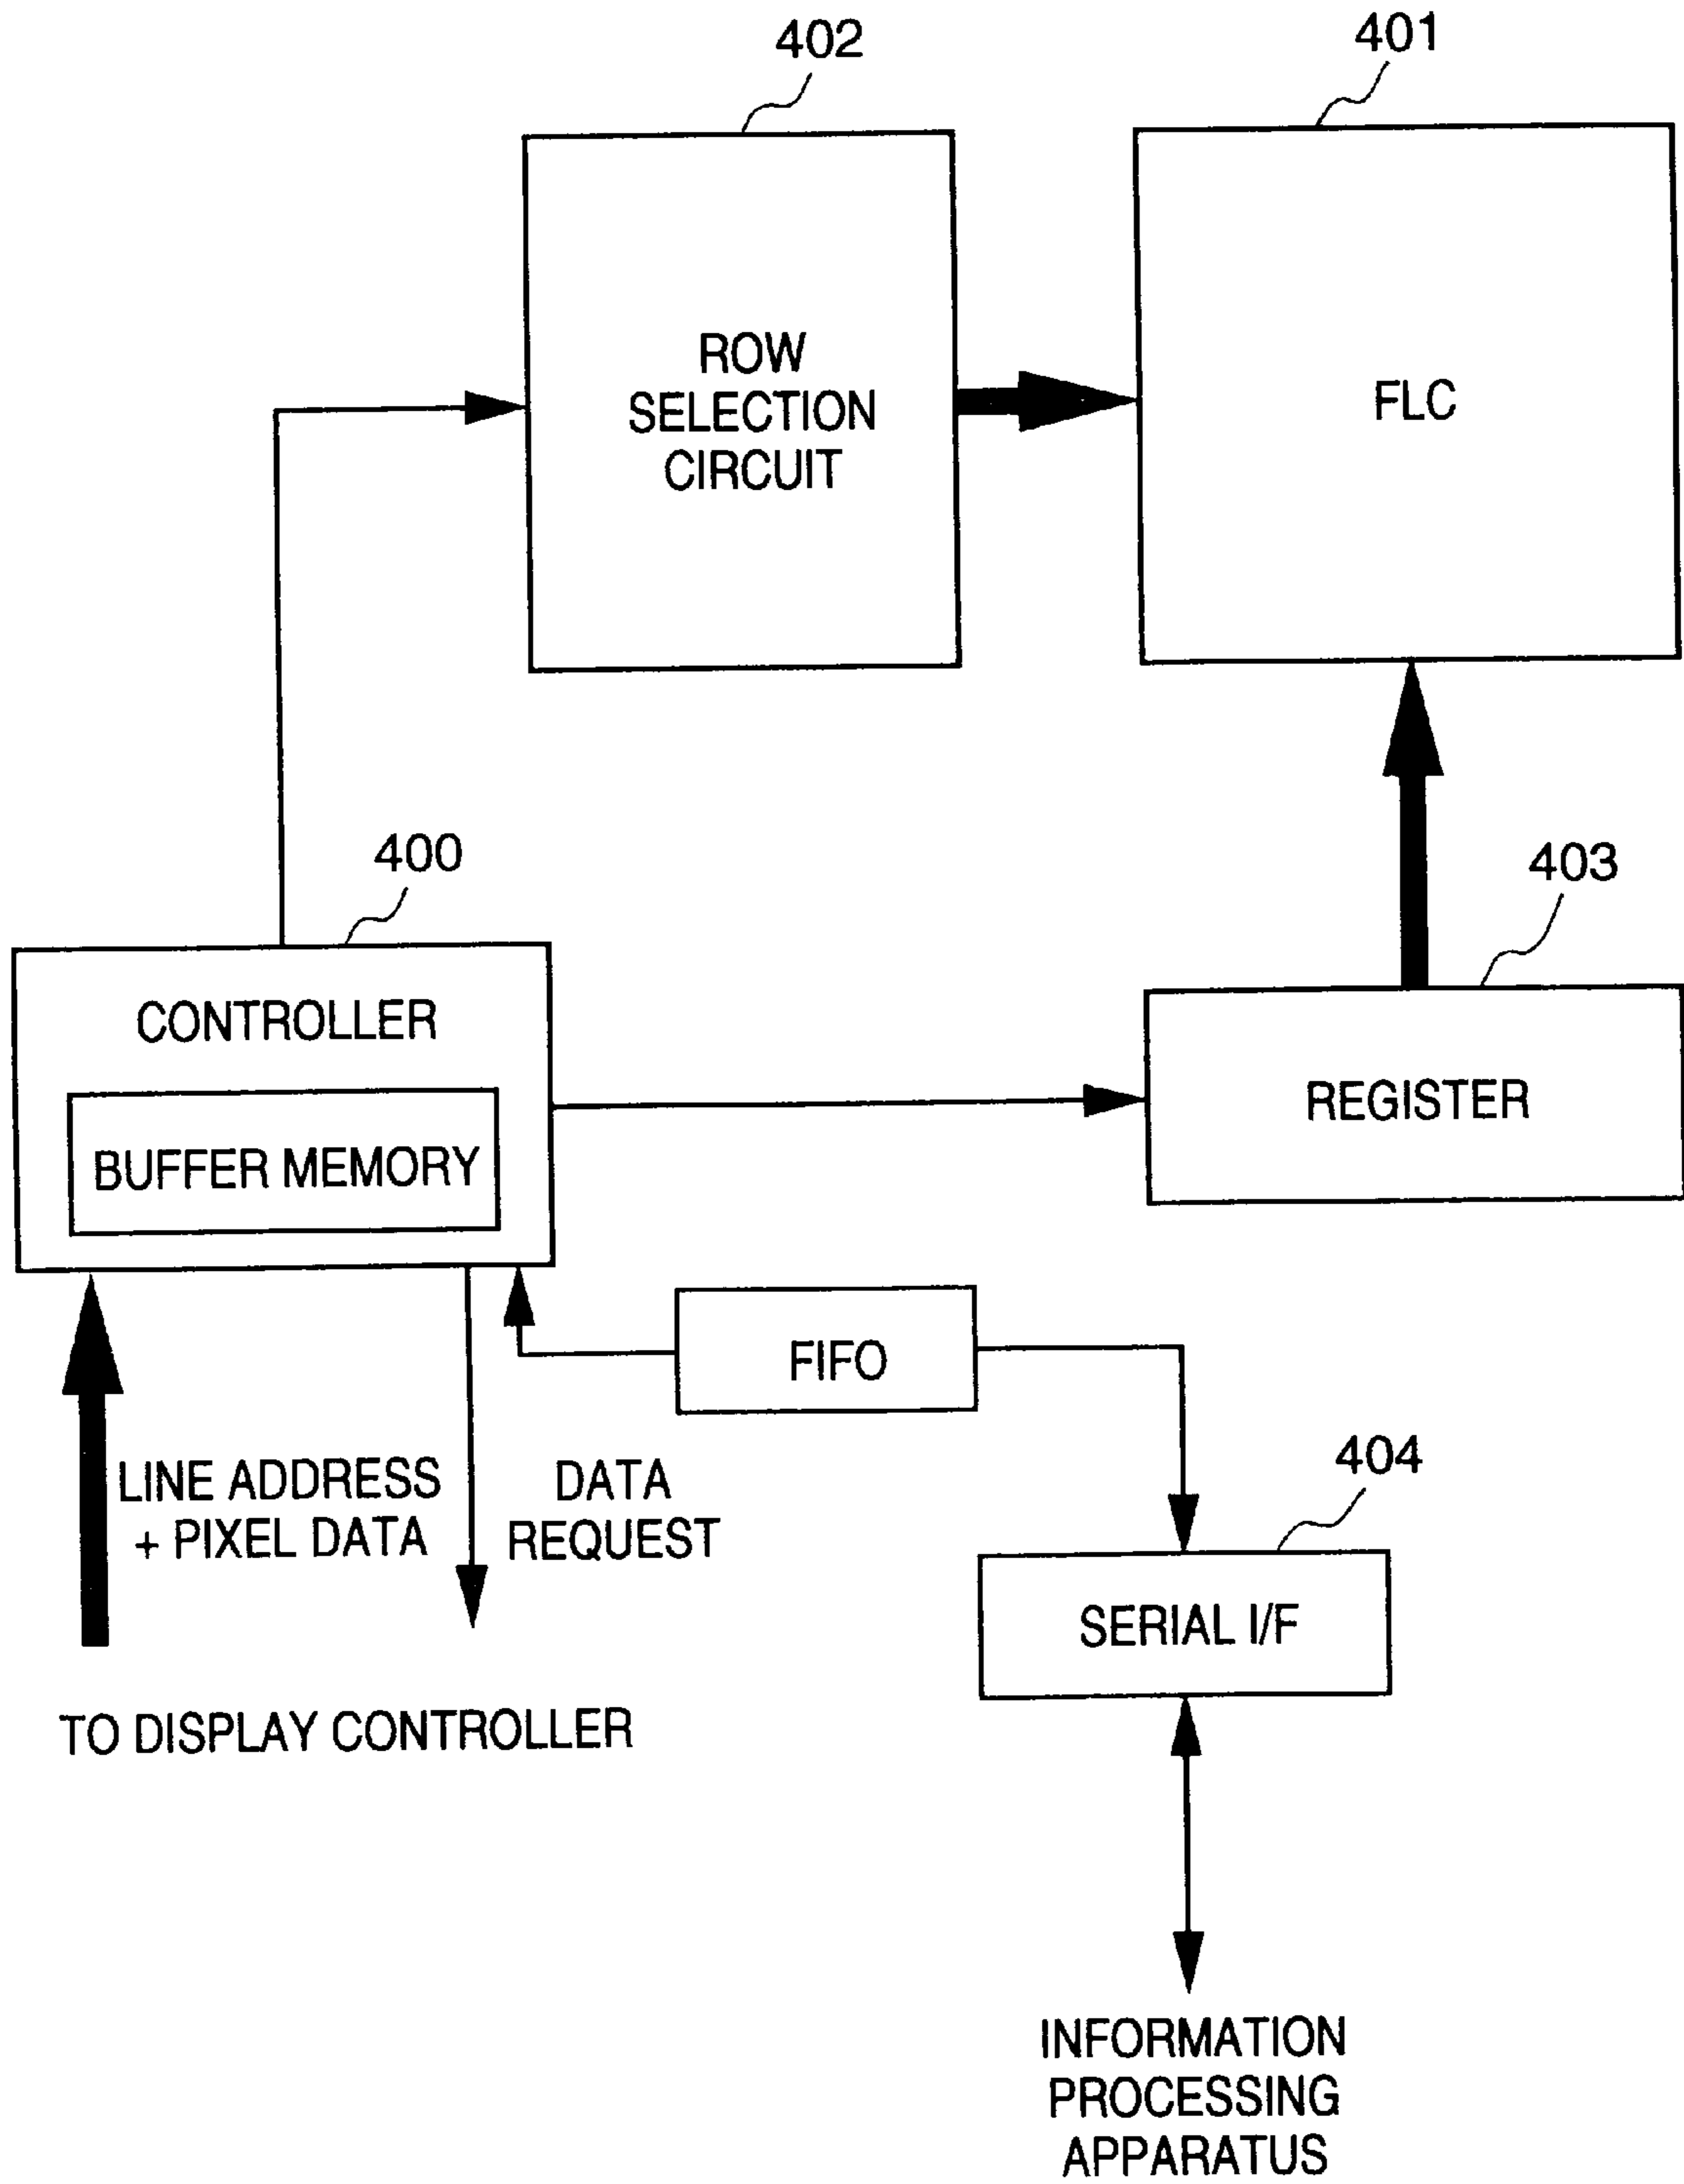 402
401
ROW
SELECTION
CIRCUIT
FLC
400
403
CONTROLLER
BUFFER MEMORY
REGISTER
FIFO
LINE ADDRESS
+ PIXEL DATA
DATA
REQUEST
404
SERIAL I/F
TO DISPLAY CONTROLLER
INFORMATION
PROCESSING
APPARATUS